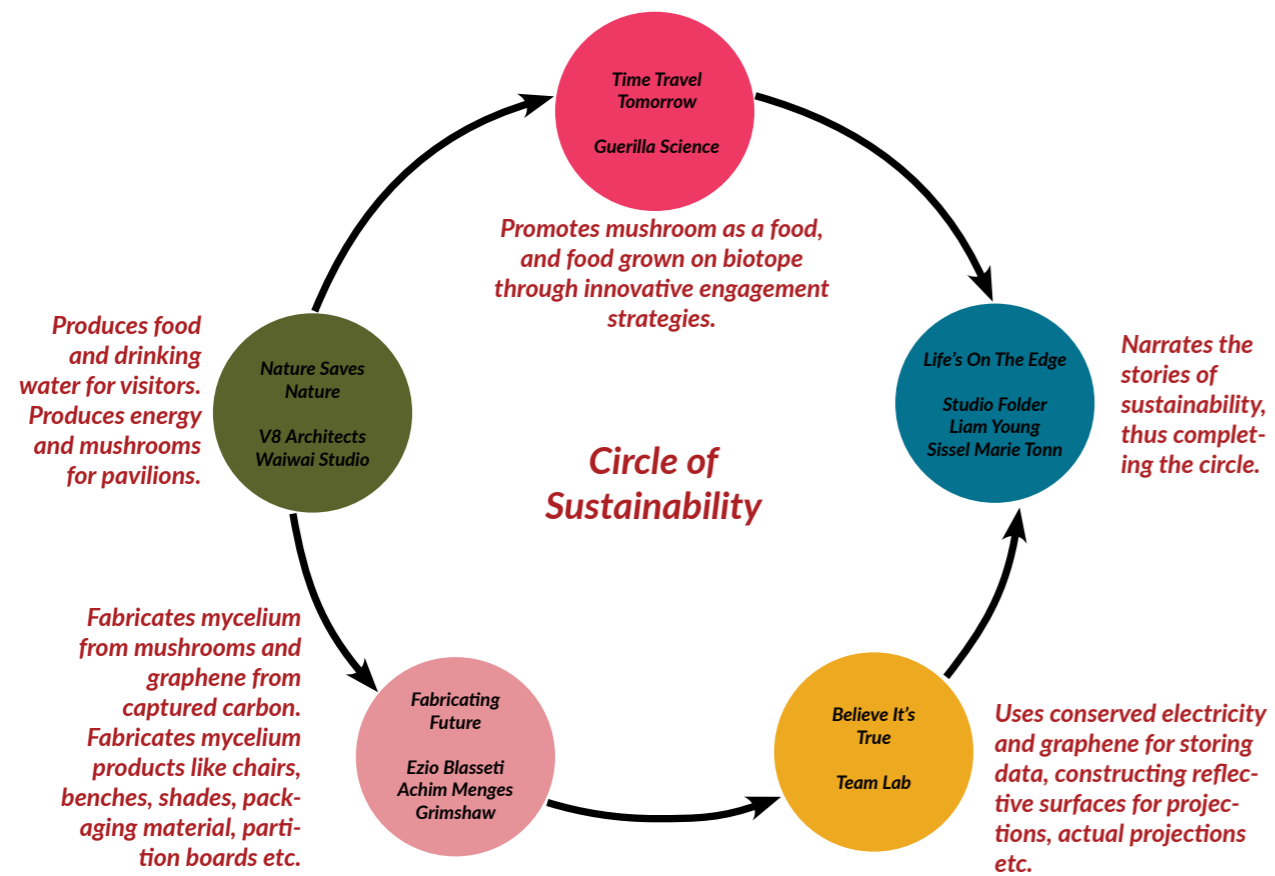 Time Travel
Tomorrow
Guerilla Science
Promotes mushroom as a food,
and food grown on biotope
through innovative engagement
strategies.
Produces food
and drinking
water for visitors.
Produces energy
and mushrooms
for pavilions.
Nature Saves
Nature
V8 Architects
Waiwai Studio
Circle of
Sustainability
Life's On The Edge
Studio Folder
Liam Young
Sissel Marie Tonn
Narrates the
stories of
sustainability,
thus complet-
ing the circle.
Fabricates mycelium
from mushrooms and
graphene from
captured carbon.
Fabricates mycelium
products like chairs,
benches, shades, pack-
aging material, parti-
tion boards etc.
Fabricating
Future
Ezio Blasseti
Achim Menges
Grimshaw
Believe It's
True
Team Lab
Uses conserved electricity
and graphene for storing
data, constructing reflec-
tive surfaces for projec-
tions, actual projections
etc.